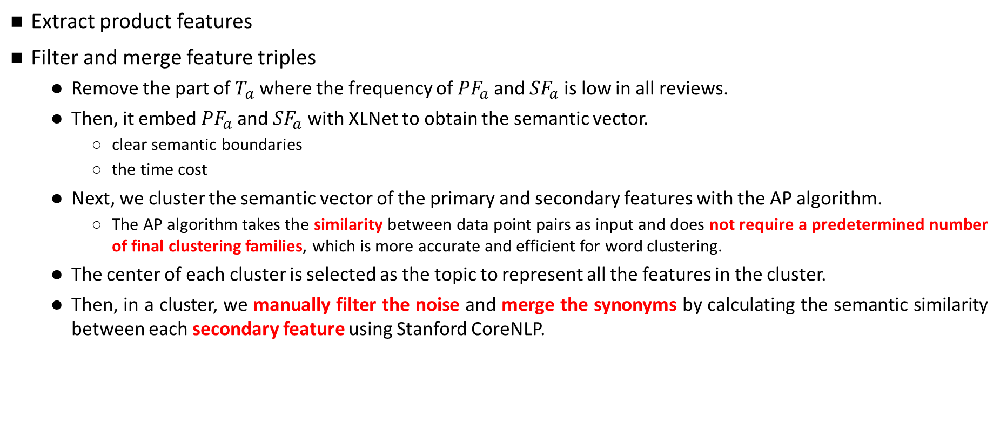 ■ Extract product features
■ Filter and merge feature triples
● Remove the part of Tₐ where the frequency of PFₐ and SFₐ is low in all reviews.
● Then, it embed PFₐ and SFₐ with XLNet to obtain the semantic vector.
○ clear semantic boundaries
○ the time cost
● Next, we cluster the semantic vector of the primary and secondary features with the AP algorithm.
○ The AP algorithm takes the similarity between data point pairs as input and does not require a predetermined number
of final clustering families, which is more accurate and efficient for word clustering.
● The center of each cluster is selected as the topic to represent all the features in the cluster.
● Then, in a cluster, we manually filter the noise and merge the synonyms by calculating the semantic similarity
between each secondary feature using Stanford CoreNLP.